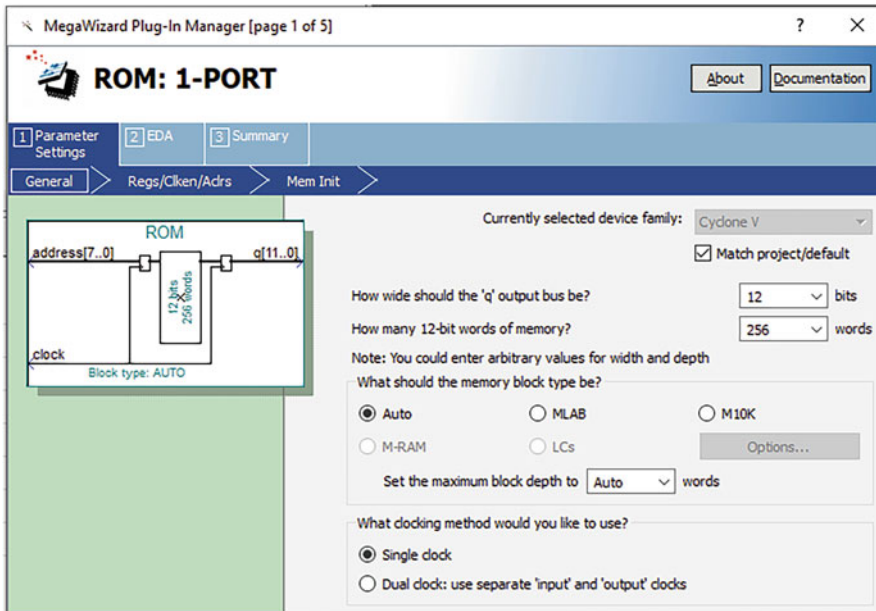 MegaWizard Plug-In Manager [page 1 of 5]
? X
ROM: 1-PORT
About Documentation
1 Parameter Settings 2 EDA 3 Summary
General Regs/Clken/Aclrs Mem Init
ROM
address[7..0] q[11..0]
12 bits
256 words
clock
Block type: AUTO
Currently selected device family: Cyclone V
Match project/default
How wide should the 'q' output bus be? 12 bits
How many 12-bit words of memory? 256 words
Note: You could enter arbitrary values for width and depth
What should the memory block type be?
Auto MLAB M10K
M-RAM LCs Options...
Set the maximum block depth to Auto words
What clocking method would you like to use?
Single clock
Dual clock: use separate 'input' and 'output' clocks